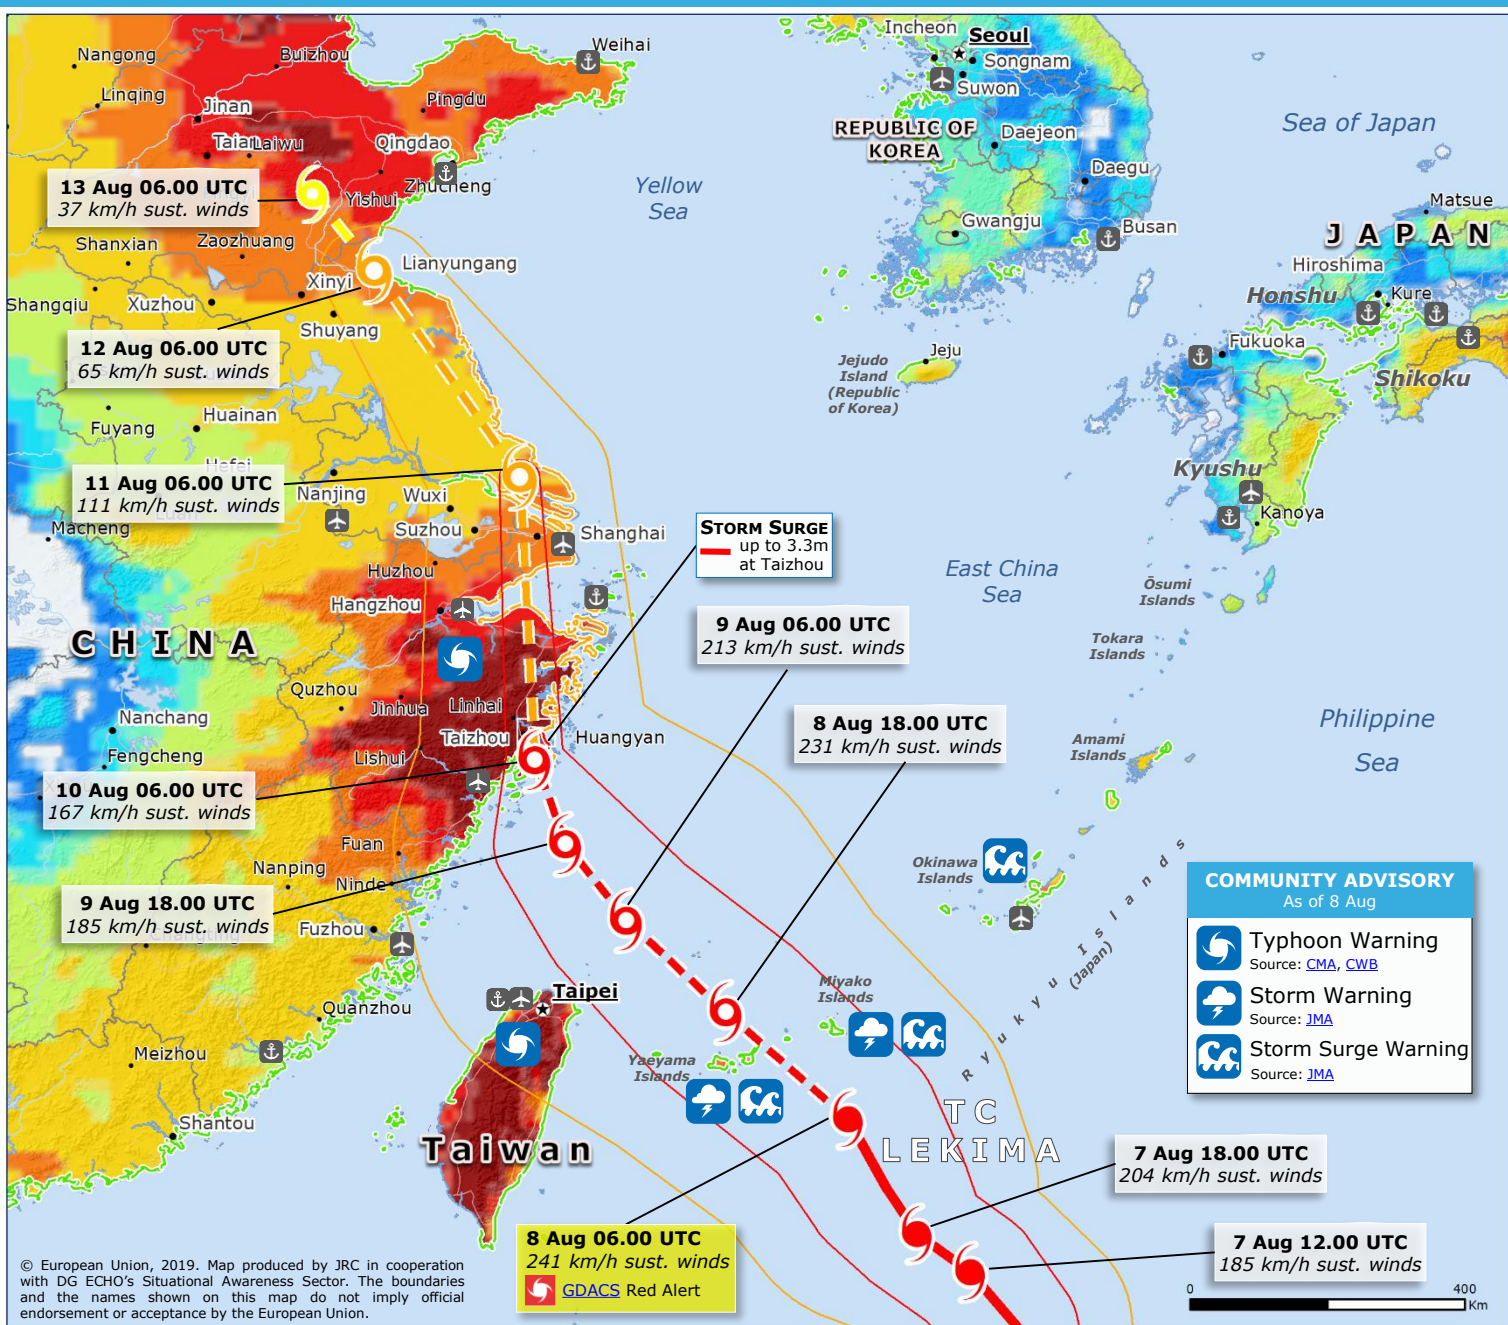 Nangong
Buizhou
Weihai
Linqing
Jinan
Pingdu
Taian
Laiwu
Qingdao
Zhucheng
Yishui
13 Aug 06.00 UTC
37 km/h sust. winds
Yellow
Sea
Incheon
Seoul
Songnam
Suwon
REPUBLIC OF
KOREA
Daejeon
Daegu
Gwangju
Busan
Sea of Japan
Matsue
JAPAN
Hiroshima
Honshu
Kure
Fukuoka
Shikoku
Kyushu
Kanoya
Jeju
Jejudo
Island
(Republic
of Korea)
Shanxian
Zaozhuang
Lianyungang
Xinyi
Shangqiu
Xuzhou
Shuyang
12 Aug 06.00 UTC
65 km/h sust. winds
Huainan
Fuyang
Hefei
11 Aug 06.00 UTC
111 km/h sust. winds
Nanjing
Wuxi
Suzhou
Shanghai
Macheng
Huzhou
Hangzhou
STORM SURGE
up to 3.3m
at Taizhou
East China
Sea
Ōsumi
Islands
Tokara
Islands
CHINA
9 Aug 06.00 UTC
213 km/h sust. winds
Quzhou
Jinhua
Linhai
Nanchang
Taizhou
Huangyan
Fengcheng
Lishui
8 Aug 18.00 UTC
231 km/h sust. winds
Amami
Islands
Philippine
Sea
10 Aug 06.00 UTC
167 km/h sust. winds
Fuan
Nanping
Ninde
9 Aug 18.00 UTC
185 km/h sust. winds
Changting
Fuzhou
Okinawa
Islands
Ryukyu Islands
(Japan)
COMMUNITY ADVISORY
As of 8 Aug
Typhoon Warning
Source: CMA, CWB
Storm Warning
Source: JMA
Storm Surge Warning
Source: JMA
Taipei
Quanzhou
Meizhou
Miyako
Islands
Yaeyama
Islands
Shantou
Taiwan
TC
LEKIMA
7 Aug 18.00 UTC
204 km/h sust. winds
8 Aug 06.00 UTC
241 km/h sust. winds
GDACS Red Alert
7 Aug 12.00 UTC
185 km/h sust. winds
0 400
Km
© European Union, 2019. Map produced by JRC in cooperation
with DG ECHO's Situational Awareness Sector. The boundaries
and the names shown on this map do not imply official
endorsement or acceptance by the European Union.